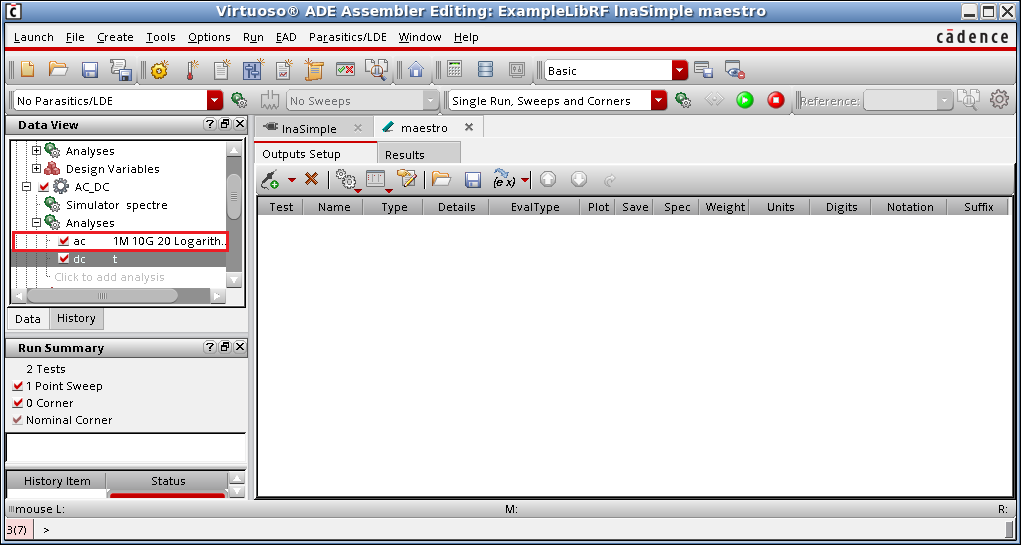 Virtuoso® ADE Assembler Editing: ExampleLibRF lnaSimple maestro
Launch File Create Tools Options Run EAD Parasitics/LDE Window Help
cādence
Basic
No Parasitics/LDE
No Sweeps
Single Run, Sweeps and Corners
Reference:
Data View
Analyses
Design Variables
AC_DC
Simulator spectre
Analyses
ac 1M 10G 20 Logarith...
dc t
Click to add analysis
Data History
Run Summary
2 Tests
1 Point Sweep
0 Corner
Nominal Corner
History Item Status
lnaSimple maestro
Outputs Setup Results
(e x)
Test Name Type Details EvalType Plot Save Spec Weight Units Digits Notation Suffix
mouse L: M: R:
3(7) >